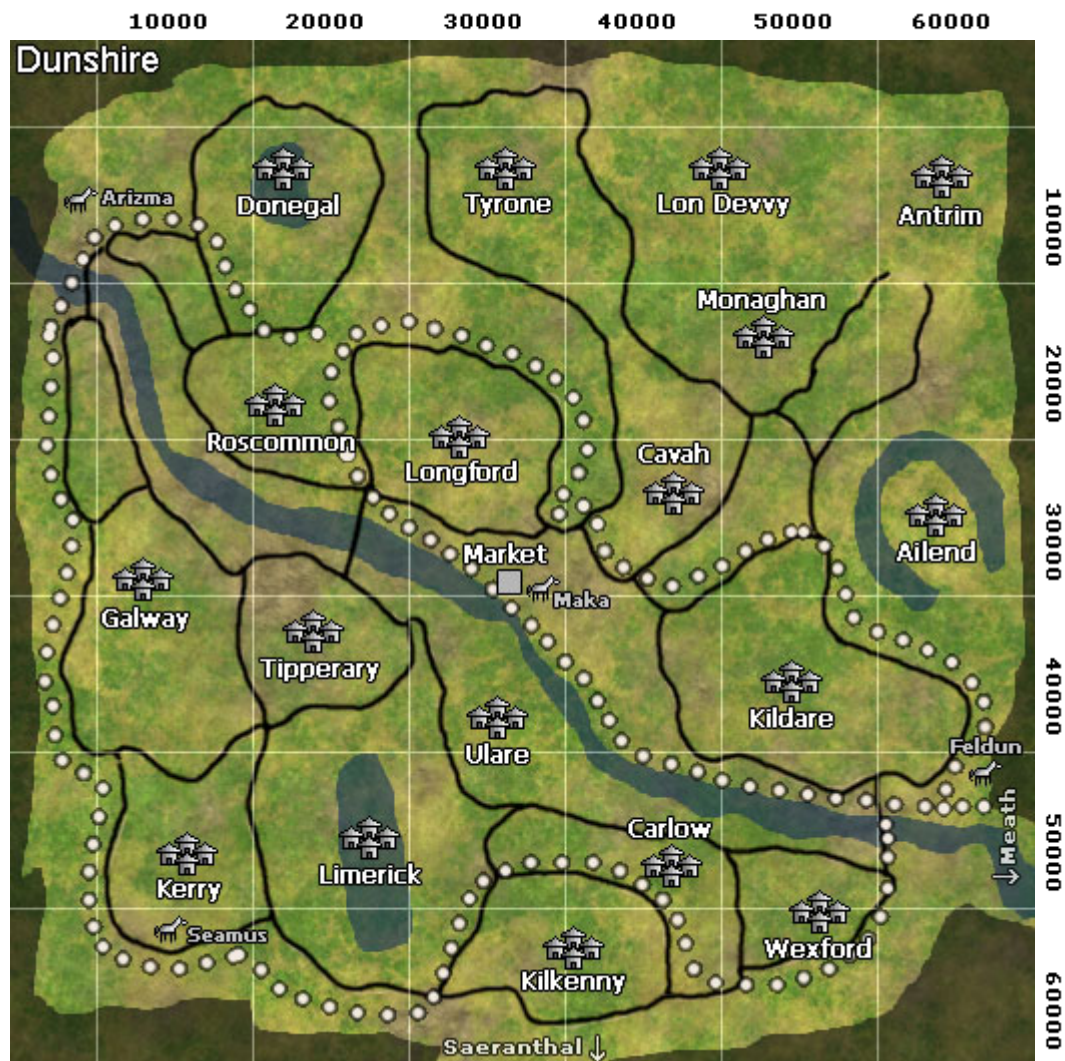 10000 20000 30000 40000 50000 60000
Dunshire
Arizma
Donegal
Tyrone
Lon Devvy
Antrim
10000
Monaghan
20000
Roscommon
Longford
Cavah
30000
Market
Ailend
Maka
Galway
Tipperary
40000
Kildare
Ulare
Feldun
Meath ↓
50000
Carlow
Limerick
Kerry
Seamus
Wexford
Kilkenny
60000
Saeranthal ↓